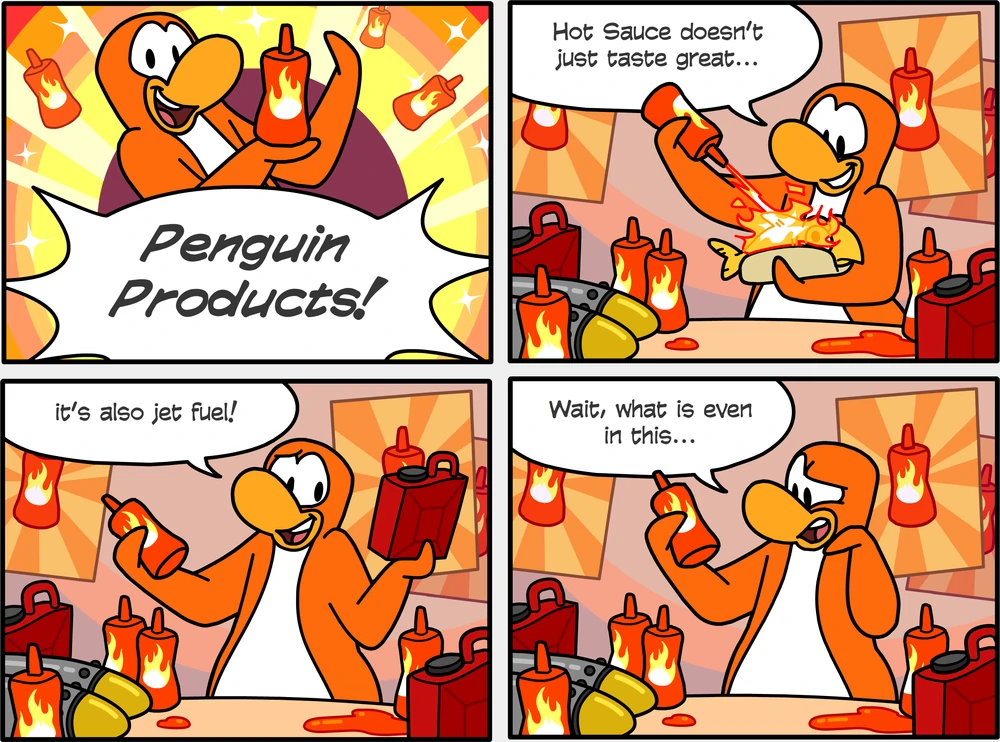 Penguin
Products!
Hot Sauce doesn't
just taste great...
it's also jet fuel!
Wait, what is even
in this...